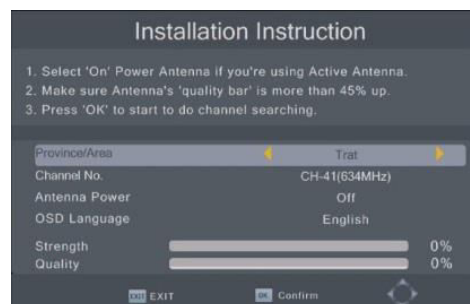 Installation Instruction
1. Select 'On' Power Antenna if you're using Active Antenna.
2. Make sure Antenna's 'quality bar' is more than 45% up.
3. Press 'OK' to start to do channel searching.
Province/Area Trat
Channel No. CH-41(634MHz)
Antenna Power Off
OSD Language English
Strength 0%
Quality 0%
EXIT EXIT OK Confirm